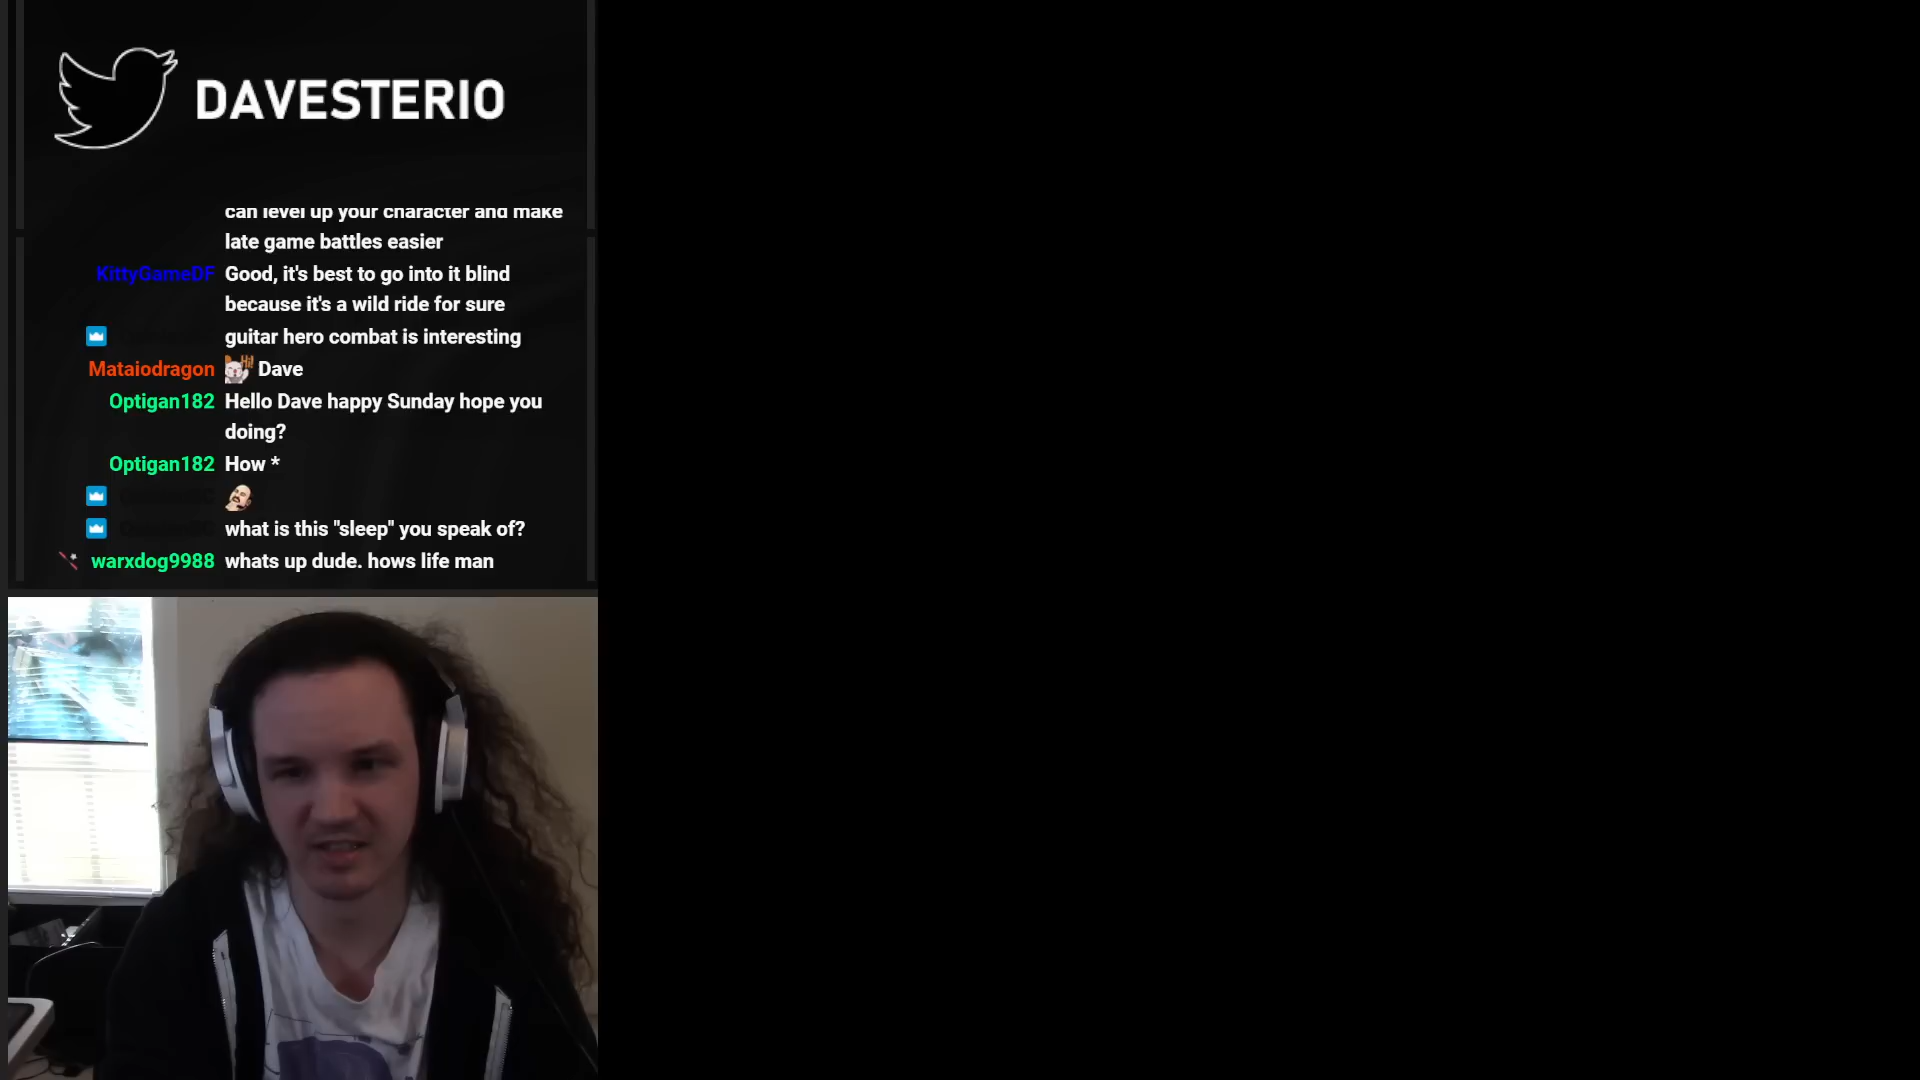 DAVESTERIO
can level up your character and make
late game battles easier
KittyGameDF Good, it's best to go into it blind
because it's a wild ride for sure
guitar hero combat is interesting
Mataiodragon Hi! Dave
Optigan182 Hello Dave happy Sunday hope you
doing?
Optigan182 How *
what is this "sleep" you speak of?
warxdog9988 whats up dude. hows life man